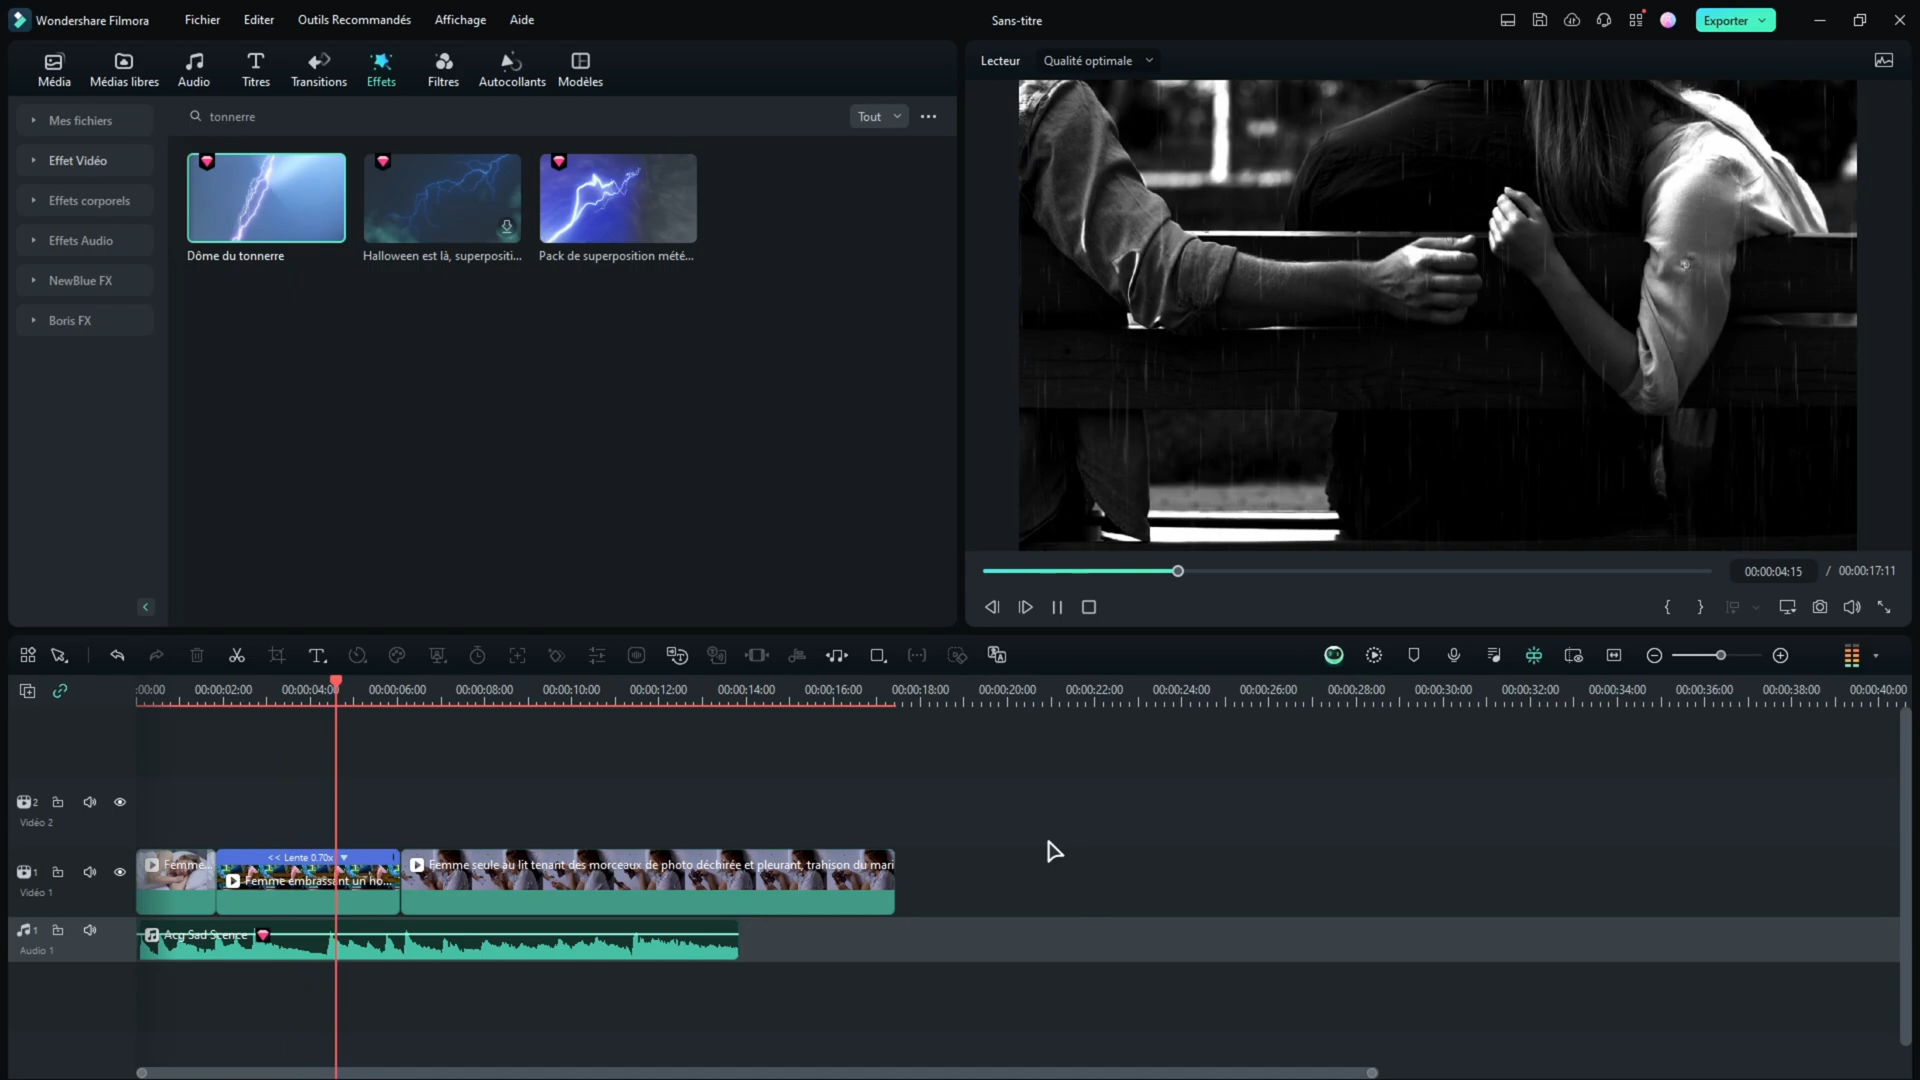 Wondershare Filmora
Fichier
Editer
Outils Recommandés
Affichage
Aide
Sans-titre
Exporter
Média
Médias libres
Audio
Titres
Transitions
Effets
Filtres
Autocollants
Modèles
Lecteur
Qualité optimale
Mes fichiers
Effet Vidéo
Effets corporels
Effets Audio
NewBlue FX
Boris FX
tonnerre
Tout
Dôme du tonnerre
Halloween est là, superpositi...
Pack de superposition mété...
00:00:04:15 / 00:00:17:11
:00:00
00:00:02:00
00:00:04:00
00:00:06:00
00:00:08:00
00:00:10:00
00:00:12:00
00:00:14:00
00:00:16:00
00:00:18:00
00:00:20:00
00:00:22:00
00:00:24:00
00:00:26:00
00:00:28:00
00:00:30:00
00:00:32:00
00:00:34:00
00:00:36:00
00:00:38:00
00:00:40:00
2
Vidéo 2
1
Vidéo 1
Femme...
<< Lente 0.70x
Femme embrassant un ho...
Femme seule au lit tenant des morceaux de photo déchirée et pleurant, trahison du mari
1
Audio 1
Acg Sad Scence